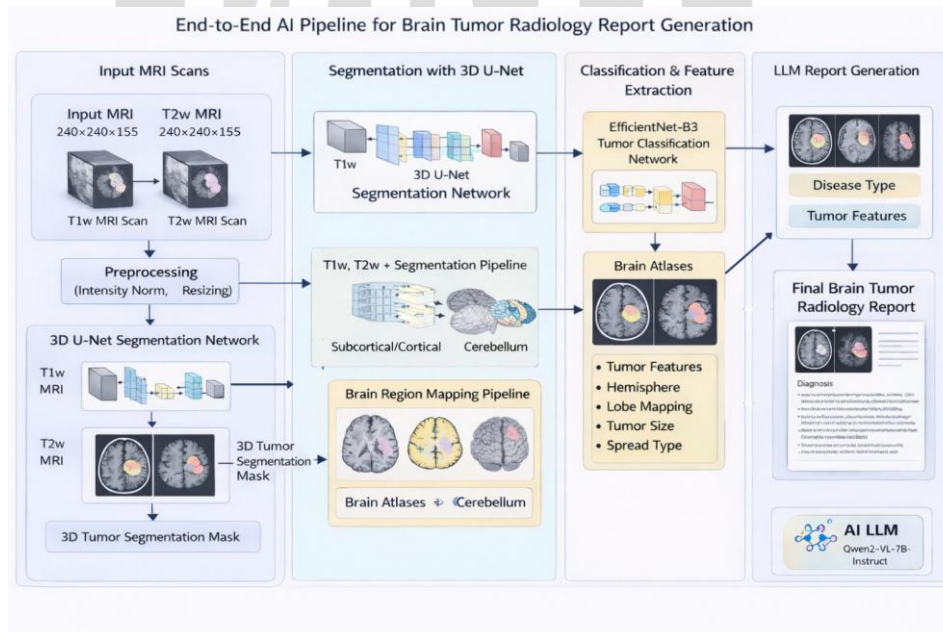 End-to-End AI Pipeline for Brain Tumor Radiology Report Generation
Input MRI Scans
Input MRI
240×240×155
T2w MRI
240×240×155
T1w MRI Scan
T2w MRI Scan
Preprocessing
(Intensity Norm, Resizing)
3D U-Net Segmentation Network
T1w
MRI
T2w
MRI
3D Tumor
Segmentation
Mask
3D Tumor Segmentation Mask
Segmentation with 3D U-Net
T1w
3D U-Net
Segmentation Network
T1w, T2w + Segmentation Pipeline
Subcortical/Cortical
Cerebellum
Brain Region Mapping Pipeline
Brain Atlases
Cerebellum
Classification & Feature
Extraction
EfficientNet-B3
Tumor Classification
Network
Brain Atlases
• Tumor Features
• Hemisphere
• Lobe Mapping
• Tumor Size
• Spread Type
LLM Report Generation
Disease Type
Tumor Features
Final Brain Tumor
Radiology Report
Diagnosis
AI LLM
Qwen2-VL-7B-
Instruct